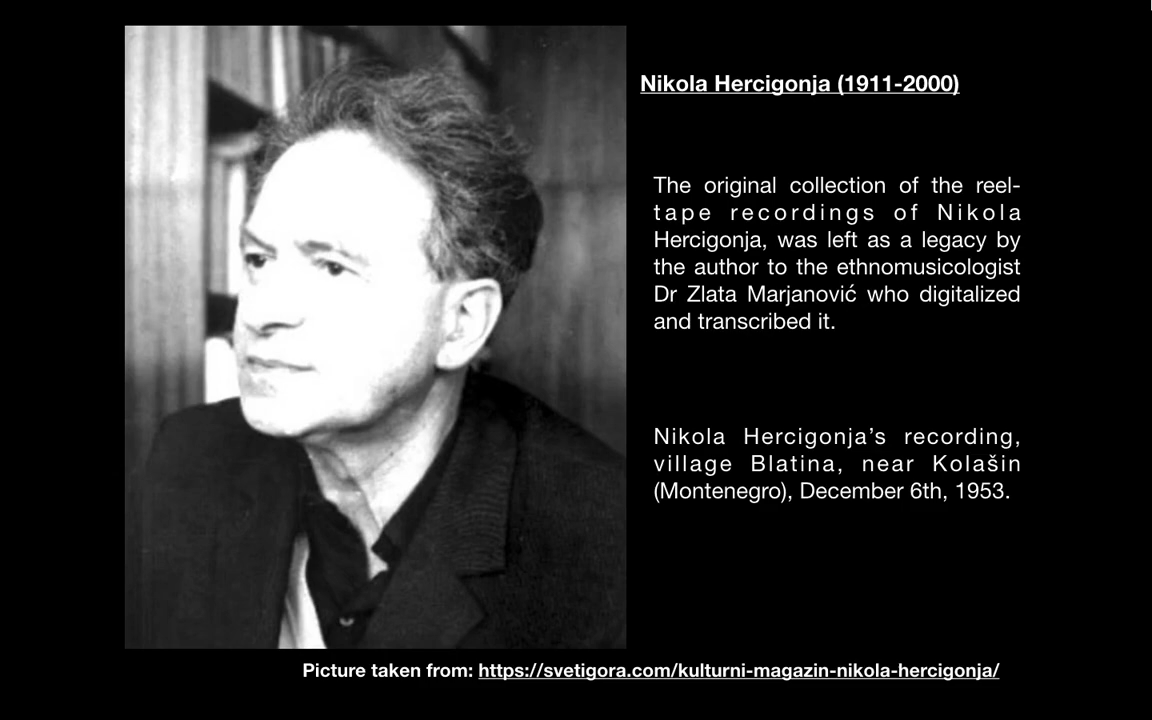 Nikola Hercigonja (1911-2000)
The original collection of the reel-
tape recordings of Nikola
Hercigonja, was left as a legacy by
the author to the ethnomusicologist
Dr Zlata Marjanović who digitalized
and transcribed it.
Nikola Hercigonja’s recording,
village Blatina, near Kolašin
(Montenegro), December 6th, 1953.
Picture taken from: https://svetigora.com/kulturni-magazin-nikola-hercigonja/